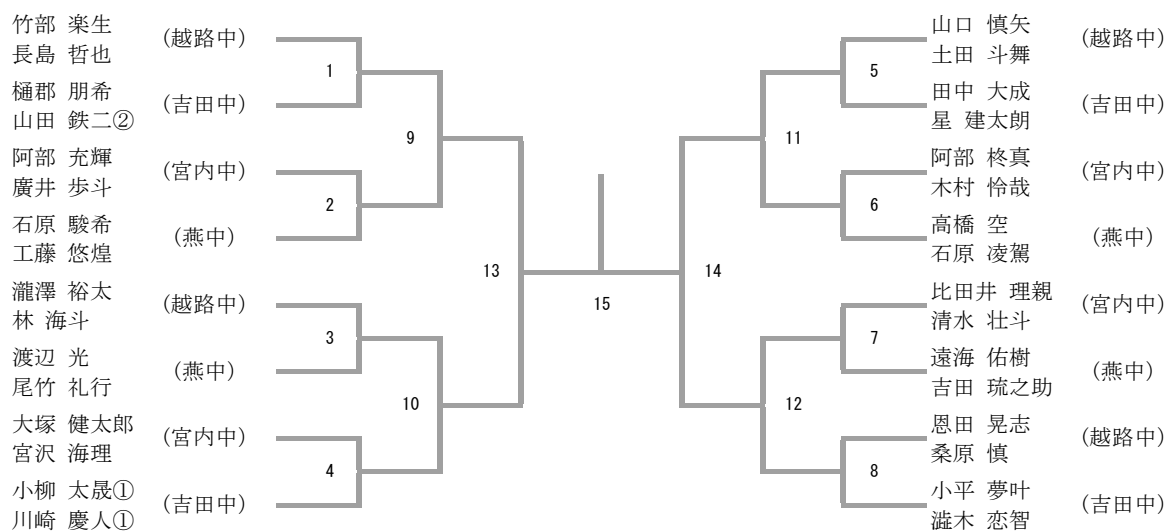 竹部 楽生
長島 哲也
(越路中)
1
樋郡 朋希
山田 鉄二②
(吉田中)
9
阿部 充輝
廣井 歩斗
(宮内中)
2
石原 駿希
工藤 悠煌
(燕中)
13
瀧澤 裕太
林 海斗
(越路中)
3
渡辺 光
尾竹 礼行
(燕中)
10
大塚 健太郎
宮沢 海理
(宮内中)
4
小柳 太晟①
川崎 慶人①
(吉田中)
15
山口 慎矢
土田 斗舞
(越路中)
5
田中 大成
星 建太朗
(吉田中)
11
阿部 柊真
木村 怜哉
(宮内中)
6
高橋 空
石原 凌駕
(燕中)
14
比田井 理親
清水 壮斗
(宮内中)
7
遠海 佑樹
吉田 琉之助
(燕中)
12
恩田 晃志
桑原 慎
(越路中)
8
小平 夢叶
澁木 恋智
(吉田中)